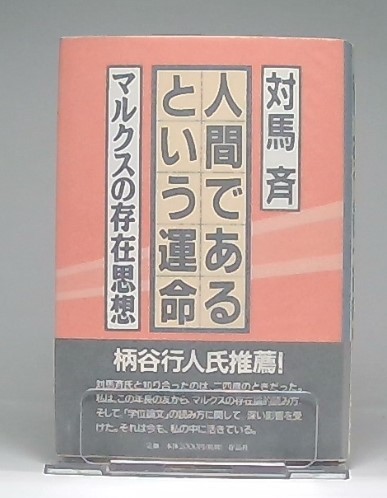 対馬 斉
人間である
という運命
マルクスの存在思想
柄谷行人氏推薦!
対馬斉氏と知り合ったのは、二四歳のときだった。
私は、この年長の友から、マルクスの存在論的読み方、
そして「学位論文」の読み方に関して、深い影響を受
けた。それは今も、私の中に活きている。